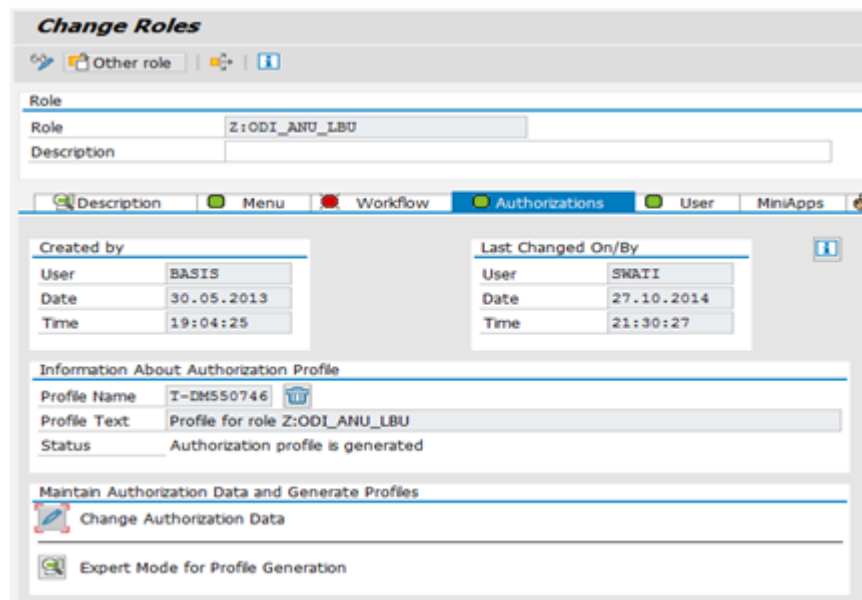 Change Roles
Other role
Role
Role Z:ODI_ANU_LBU
Description
Description Menu Workflow Authorizations User MiniApps
Created by Last Changed On/By
User BASIS User SWATI
Date 30.05.2013 Date 27.10.2014
Time 19:04:25 Time 21:30:27
Information About Authorization Profile
Profile Name T-DM550746
Profile Text Profile for role Z:ODI_ANU_LBU
Status Authorization profile is generated
Maintain Authorization Data and Generate Profiles
Change Authorization Data
Expert Mode for Profile Generation